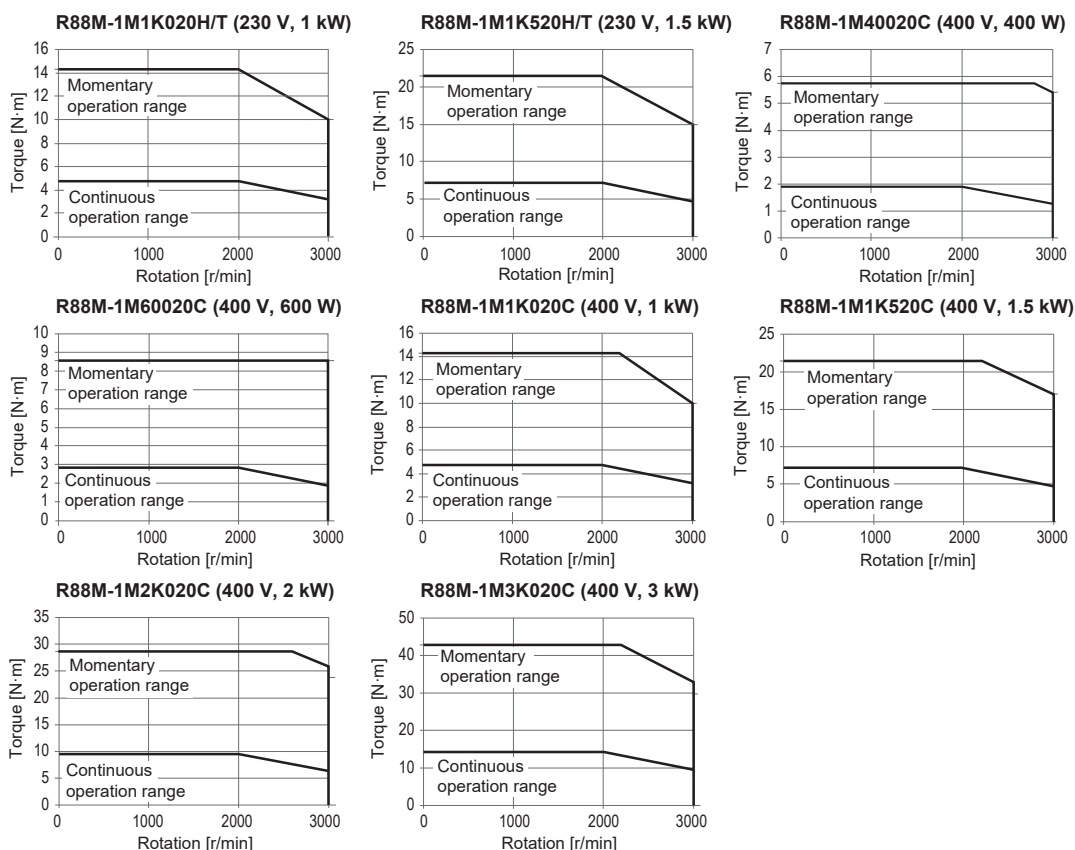 R88M-1M1K020H/T (230 V, 1 kW)
16
14
12
10
8
6
4
2
0
Torque [N·m]
Momentary
operation range
Continuous
operation range
0 1000 2000 3000
Rotation [r/min]
R88M-1M1K520H/T (230 V, 1.5 kW)
25
20
15
10
5
0
Torque [N·m]
Momentary
operation range
Continuous
operation range
0 1000 2000 3000
Rotation [r/min]
R88M-1M40020C (400 V, 400 W)
7
6
5
4
3
2
1
0
Torque [N·m]
Momentary
operation range
Continuous
operation range
0 1000 2000 3000
Rotation [r/min]
R88M-1M60020C (400 V, 600 W)
10
9
8
7
6
5
4
3
2
1
0
Torque [N·m]
Momentary
operation range
Continuous
operation range
0 1000 2000 3000
Rotation [r/min]
R88M-1M1K020C (400 V, 1 kW)
16
14
12
10
8
6
4
2
0
Torque [N·m]
Momentary
operation range
Continuous
operation range
0 1000 2000 3000
Rotation [r/min]
R88M-1M1K520C (400 V, 1.5 kW)
25
20
15
10
5
0
Torque [N·m]
Momentary
operation range
Continuous
operation range
0 1000 2000 3000
Rotation [r/min]
R88M-1M2K020C (400 V, 2 kW)
35
30
25
20
15
10
5
0
Torque [N·m]
Momentary
operation range
Continuous
operation range
0 1000 2000 3000
Rotation [r/min]
R88M-1M3K020C (400 V, 3 kW)
50
40
30
20
10
0
Torque [N·m]
Momentary
operation range
Continuous
operation range
0 1000 2000 3000
Rotation [r/min]